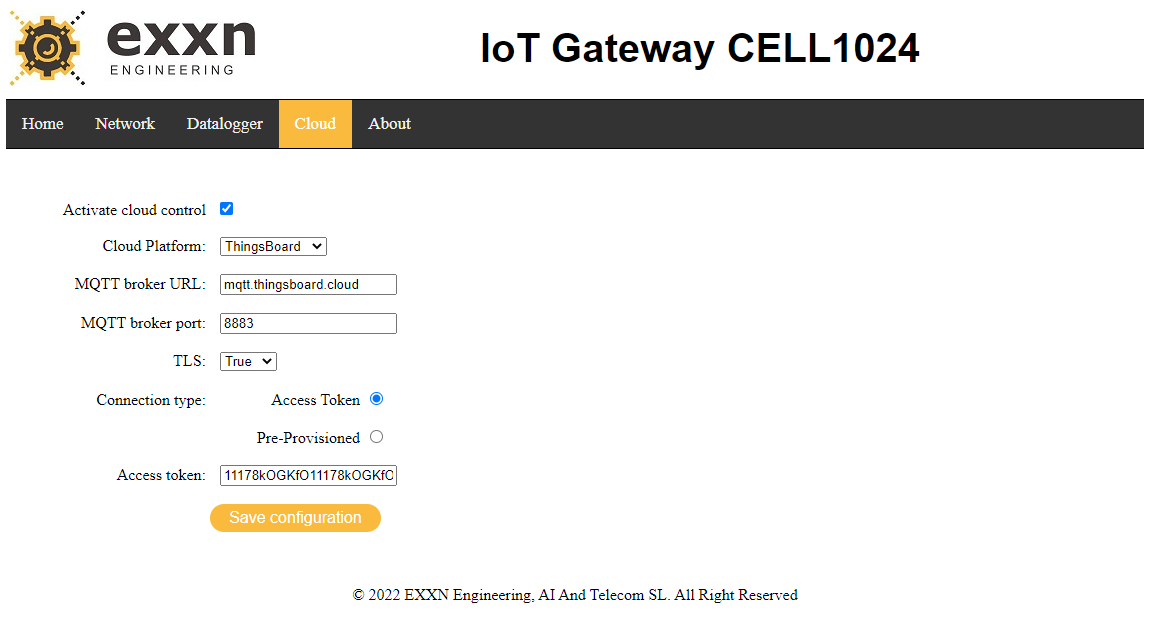 exxn
ENGINEERING
IoT Gateway CELL1024
Home Network Datalogger Cloud About
Activate cloud control
Cloud Platform: ThingsBoard
MQTT broker URL: mqtt.thingsboard.cloud
MQTT broker port: 8883
TLS: True
Connection type: Access Token
Pre-Provisioned
Access token: 11178kOGKfO11178kOGKfO
Save configuration
© 2022 EXXN Engineering, AI And Telecom SL. All Right Reserved